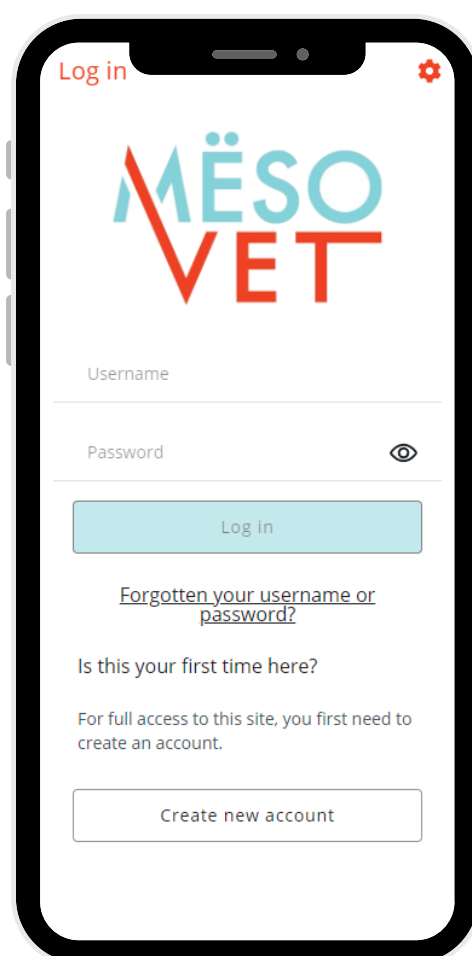 Log in
MËSO
VET
Username
Password
Log in
Forgotten your username or
password?
Is this your first time here?
For full access to this site, you first need to
create an account.
Create new account